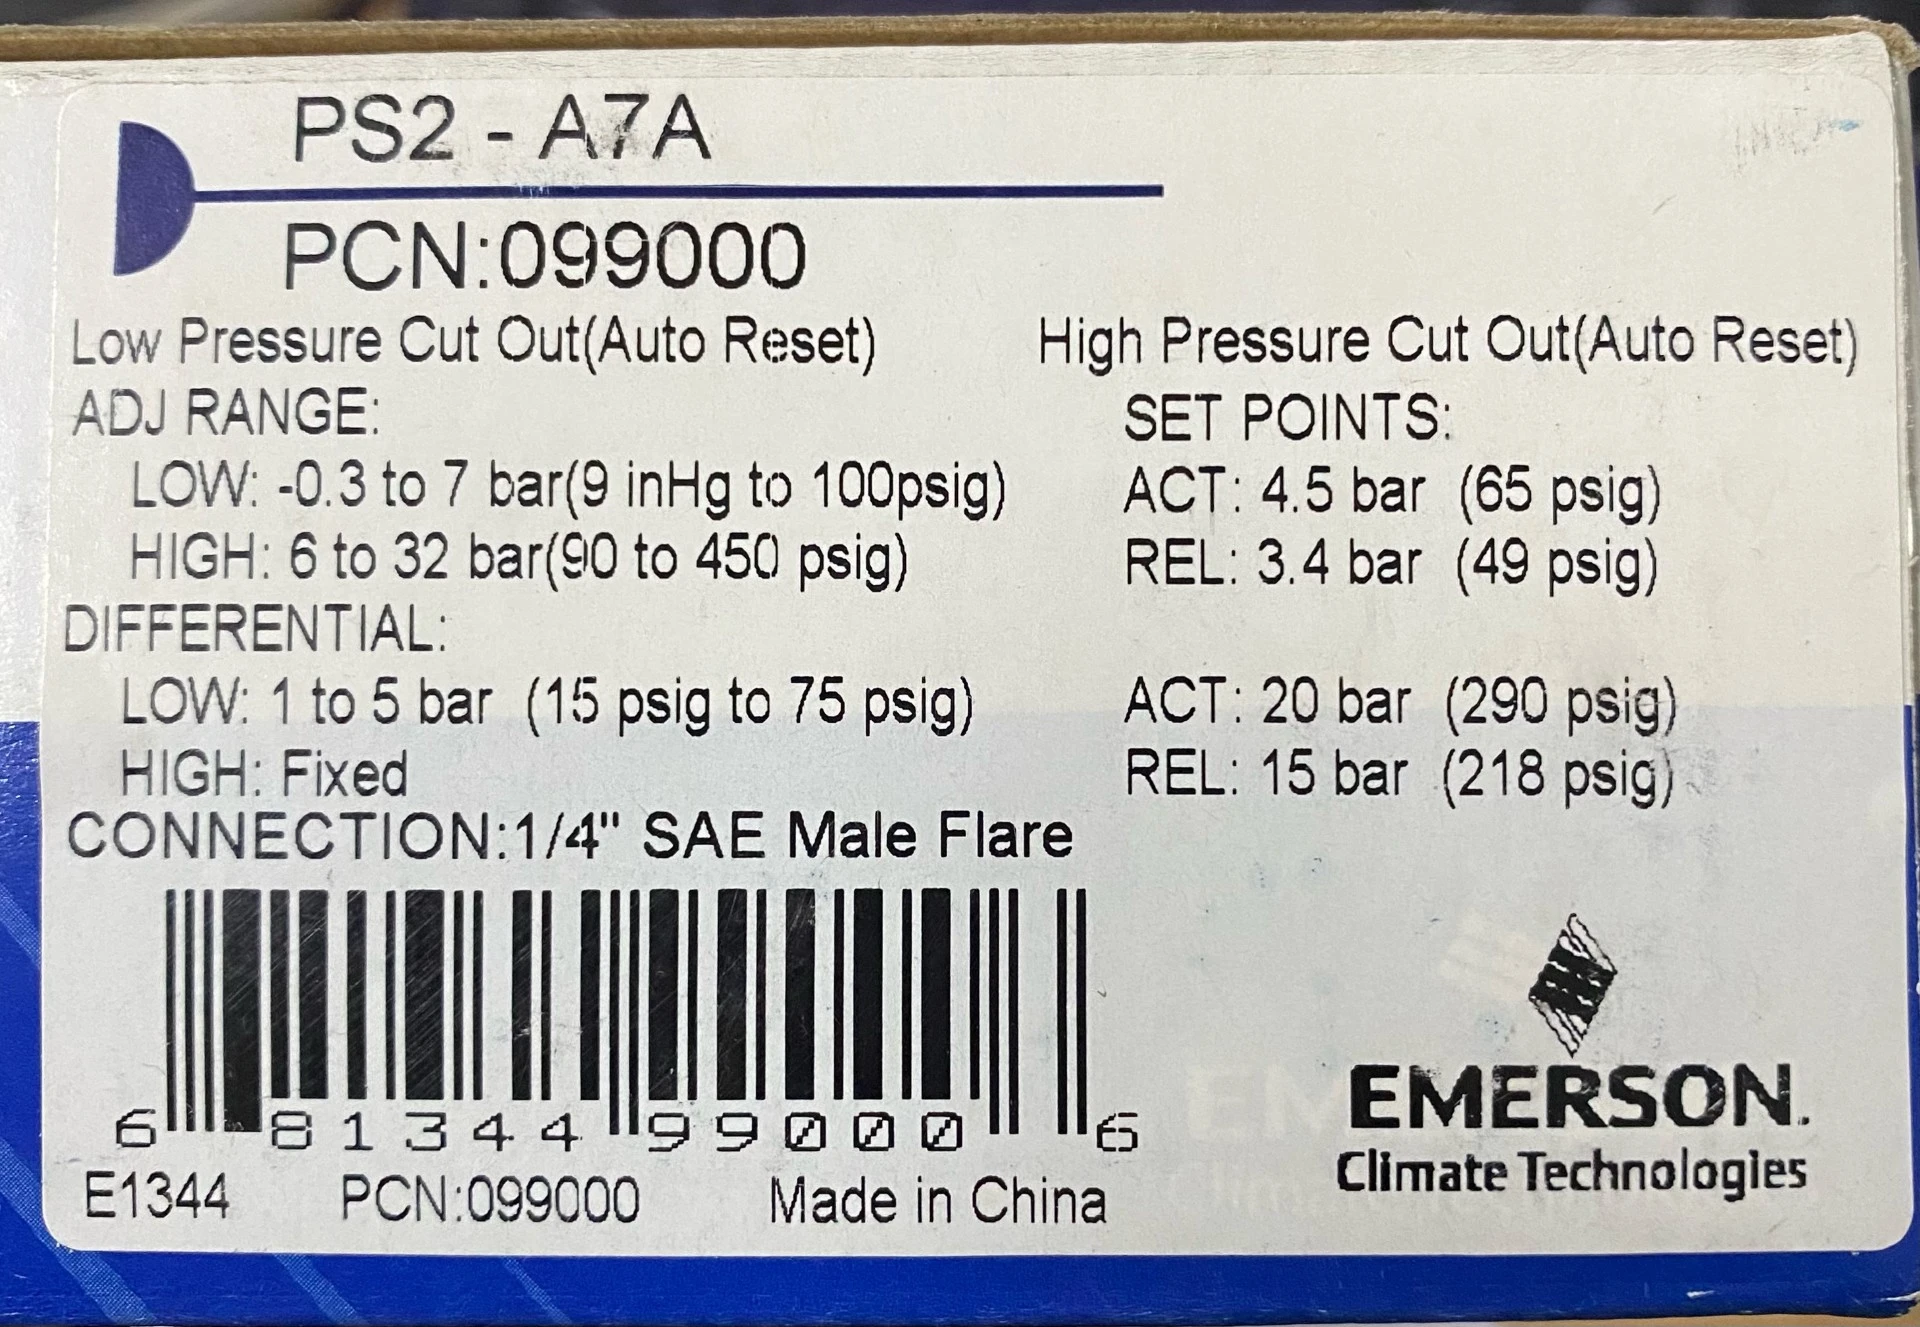 PS2 - A7A
PCN:099000
Low Pressure Cut Out(Auto Reset)
High Pressure Cut Out(Auto Reset)
ADJ RANGE:
SET POINTS:
LOW: -0.3 to 7 bar(9 inHg to 100psig)
ACT: 4.5 bar (65 psig)
HIGH: 6 to 32 bar(90 to 450 psig)
REL: 3.4 bar (49 psig)
DIFFERENTIAL:
LOW: 1 to 5 bar (15 psig to 75 psig)
ACT: 20 bar (290 psig)
HIGH: Fixed
REL: 15 bar (218 psig)
CONNECTION:1/4" SAE Male Flare
6 81344 99000 6
EMERSON.
Climate Technologies
E1344 PCN:099000 Made in China